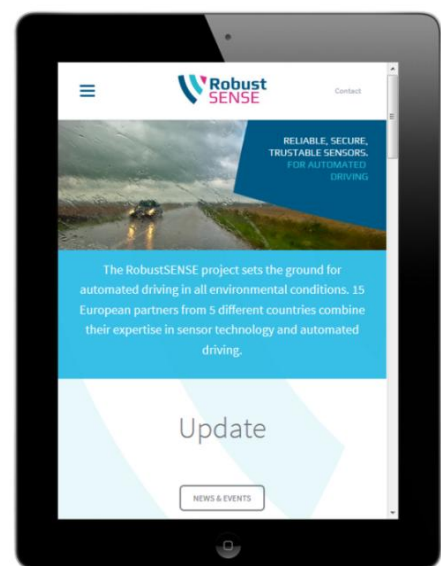 Robust
SENSE
Contact
RELIABLE, SECURE,
TRUSTABLE SENSORS.
FOR AUTOMATED
DRIVING
The RobustSENSE project sets the ground for
automated driving in all environmental conditions. 15
European partners from 5 different countries combine
their expertise in sensor technology and automated
driving.
Update
NEWS & EVENTS